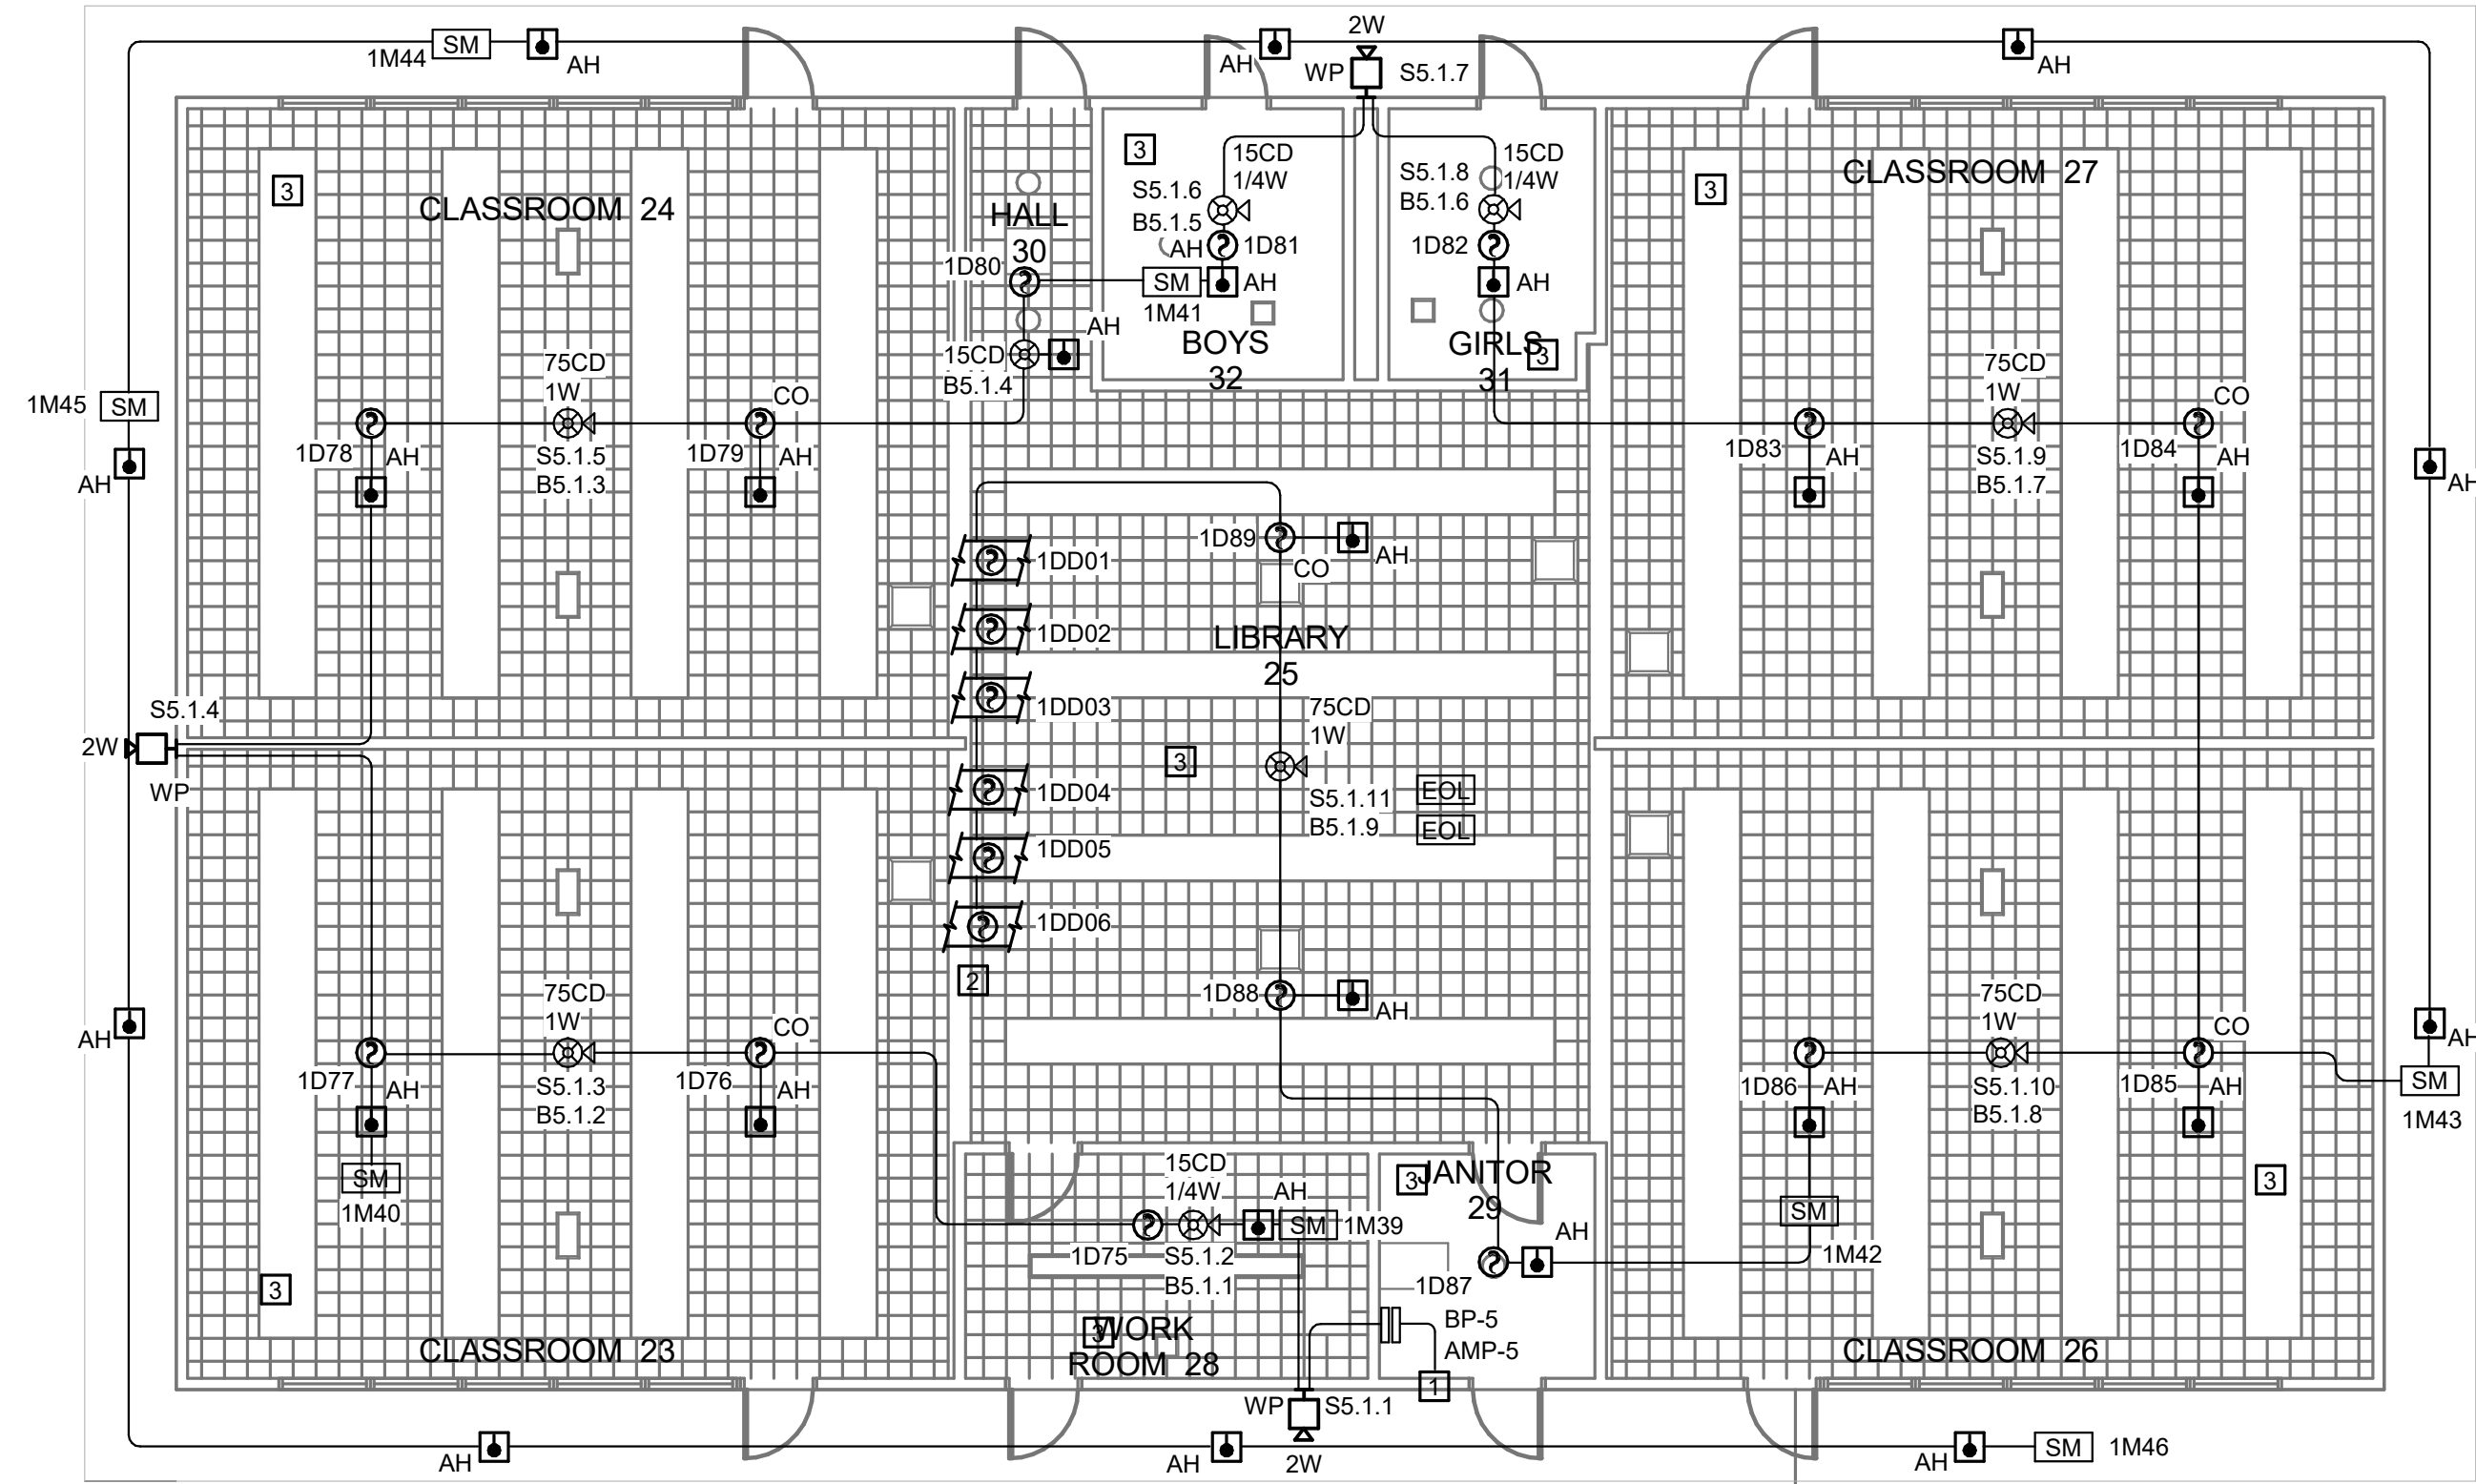 2W
1M44
SM
AH
AH
WP
S5.1.7
AH
3
15CD
1/4W
S5.1.6
B5.1.5
AH
1D81
S5.1.8
B5.1.6
15CD
1/4W
1D82
3
CLASSROOM 24
HALL
30
1D80
SM
AH
1M41
AH
BOYS
32
AH
GIRLS
31
3
3
CLASSROOM 27
15CD
B5.1.4
1M45
SM
AH
75CD
1W
CO
1D78
AH
S5.1.5
B5.1.3
1D79
AH
75CD
1W
CO
1D83
AH
S5.1.9
B5.1.7
1D84
AH
AH
1D89
AH
CO
1DD01
1DD02
1DD03
1DD04
1DD05
1DD06
2
LIBRARY
25
75CD
1W
3
S5.1.11
B5.1.9
EOL
EOL
S5.1.4
2W
WP
1D88
AH
AH
75CD
1W
CO
1D77
AH
S5.1.3
B5.1.2
1D76
AH
SM
1M40
75CD
1W
CO
1D86
AH
S5.1.10
B5.1.8
1D85
AH
AH
SM
1M43
15CD
1/4W
AH
SM
1M39
1D75
S5.1.2
B5.1.1
3
JANITOR
29
AH
1D87
SM
1M42
3
3
CLASSROOM 23
3
WORK
ROOM 28
BP-5
AMP-5
1
CLASSROOM 26
WP
S5.1.1
2W
AH
AH
AH
SM
1M46